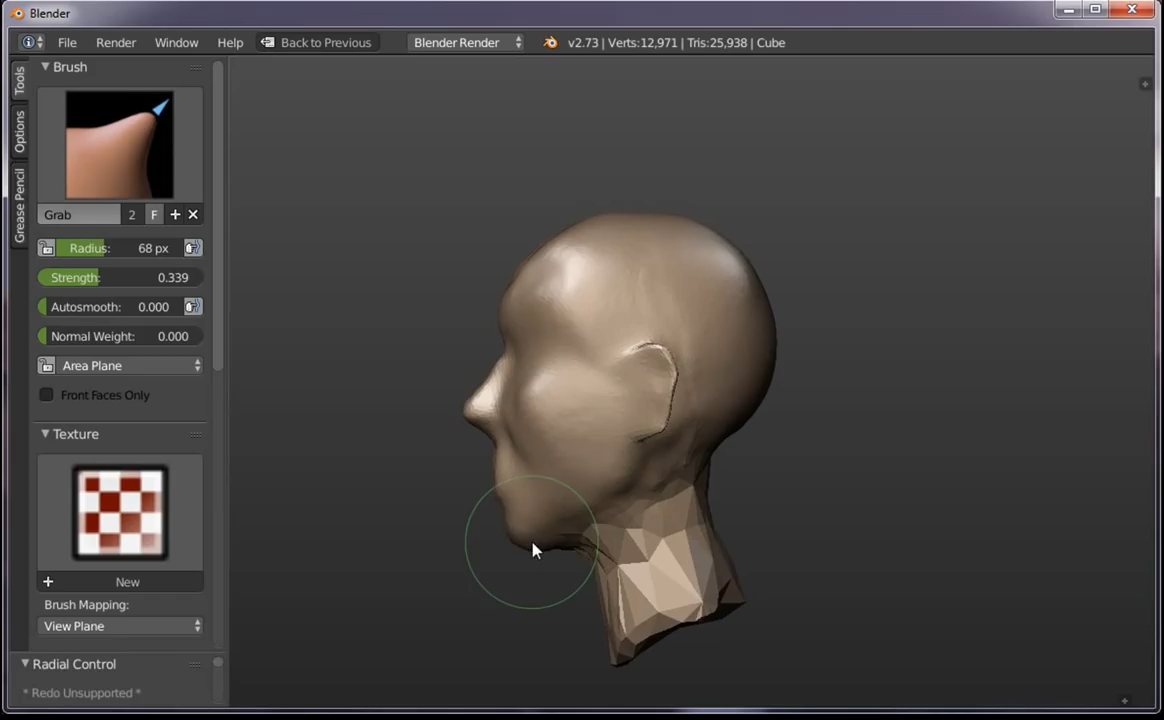 Blender
File Render Window Help Back to Previous Blender Render v2.73 | Verts:12,971 | Tris:25,938 | Cube
Tools
Options
Grease Pencil
Brush
Grab 2 F
Radius: 68 px
Strength: 0.339
Autosmooth: 0.000
Normal Weight: 0.000
Area Plane
Front Faces Only
Texture
New
Brush Mapping:
View Plane
Radial Control
* Redo Unsupported *